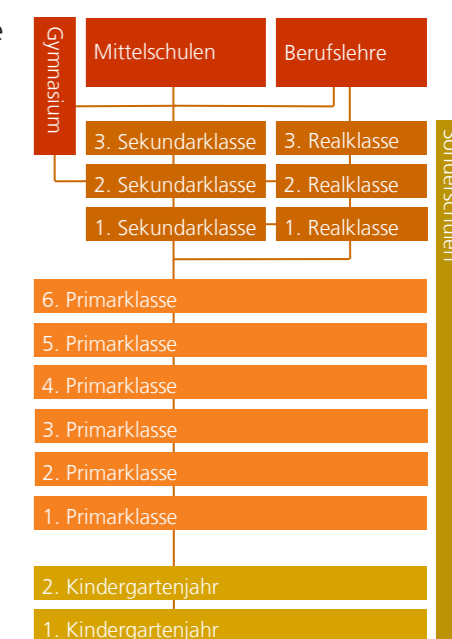 e
Gymnasium
Mittelschulen
Berufslehre
3. Sekundarklasse
3. Realklasse
2. Sekundarklasse
2. Realklasse
1. Sekundarklasse
1. Realklasse
Sonderschulen
6. Primarklasse
5. Primarklasse
4. Primarklasse
3. Primarklasse
2. Primarklasse
1. Primarklasse
2. Kindergartenjahr
1. Kindergartenjahr